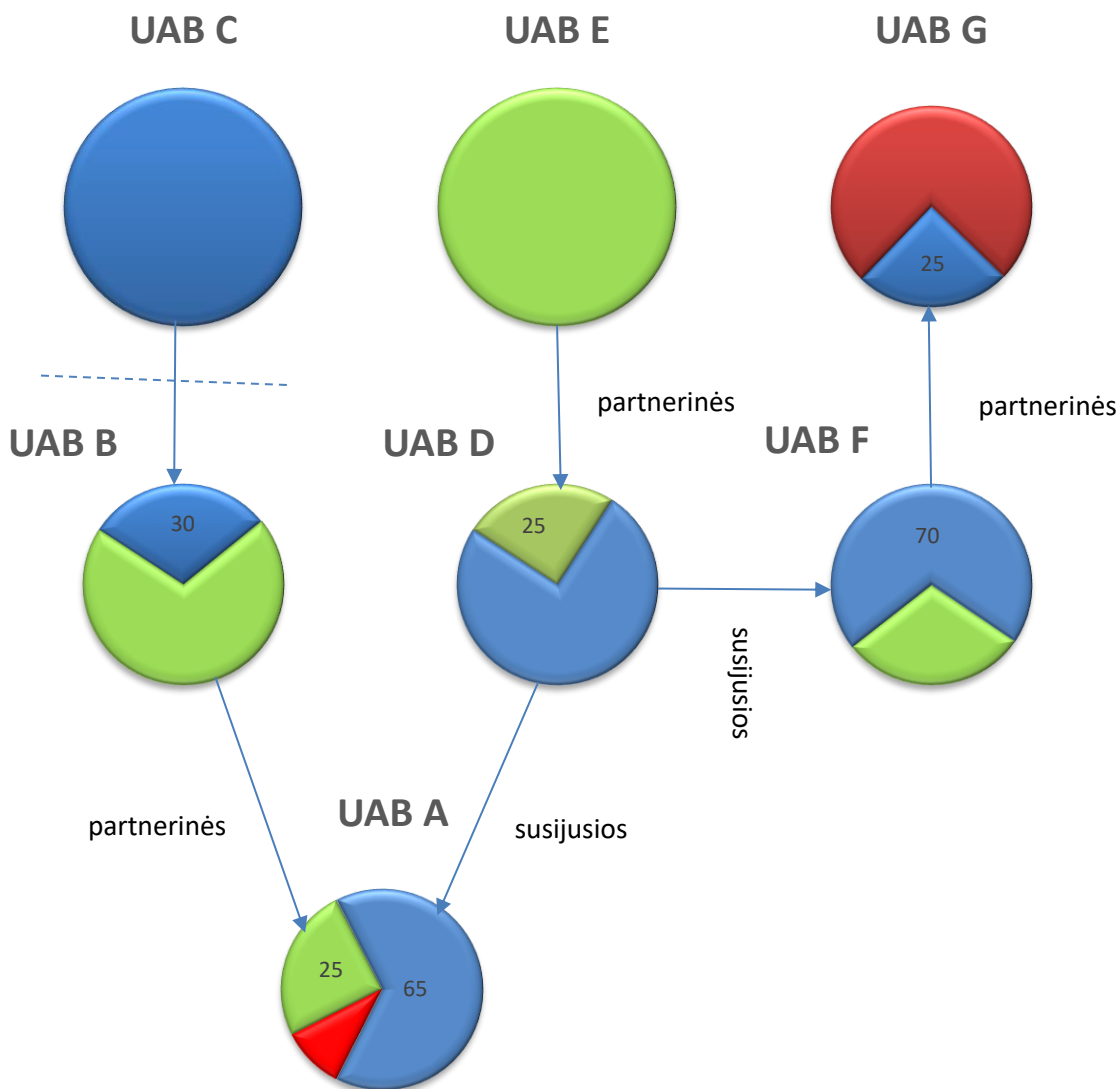 UAB C
UAB E
UAB G
25
partnerinės
partnerinės
UAB B
UAB D
UAB F
30
25
70
susijusios
UAB A
partnerinės
susijusios
25
65